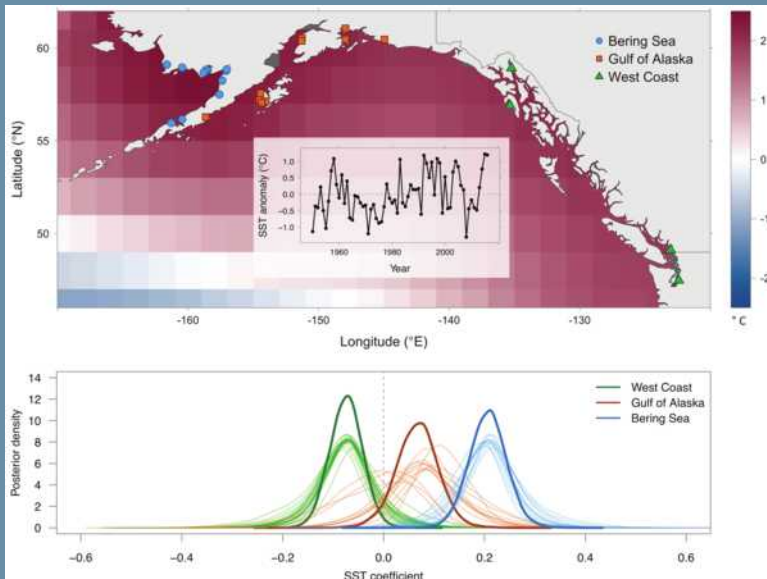 60
55
50
Latitude (°N)
Bering Sea
Gulf of Alaska
West Coast
2
1
0
-1
-2
° C
SST anomaly (°C)
1.0
0.5
0.0
−0.5
−1.0
1960
1980
2000
Year
-160
-150
-140
-130
Longitude (°E)
Posterior density
14
12
10
8
6
4
2
0
West Coast
Gulf of Alaska
Bering Sea
−0.6
−0.4
−0.2
0.0
0.2
0.4
0.6
SST coefficient